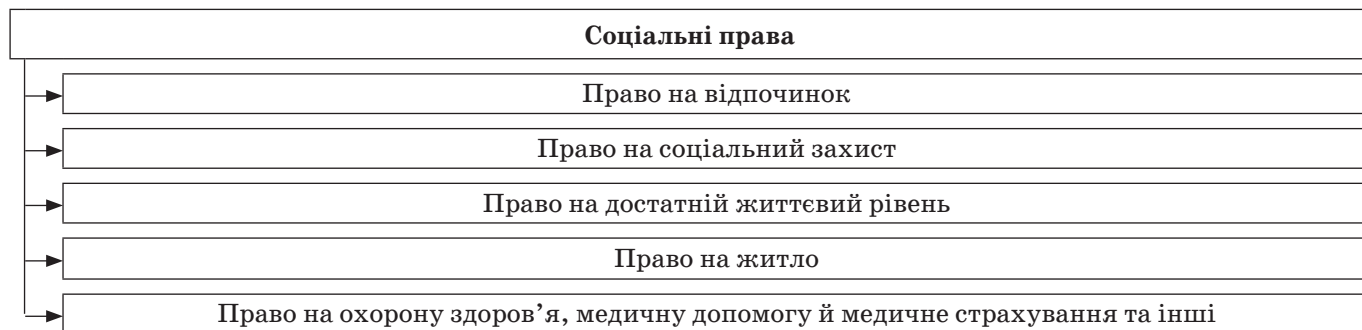 Соціальні права
Право на відпочинок
Право на соціальний захист
Право на достатній життєвий рівень
Право на житло
Право на охорону здоров’я, медичну допомогу й медичне страхування та інші